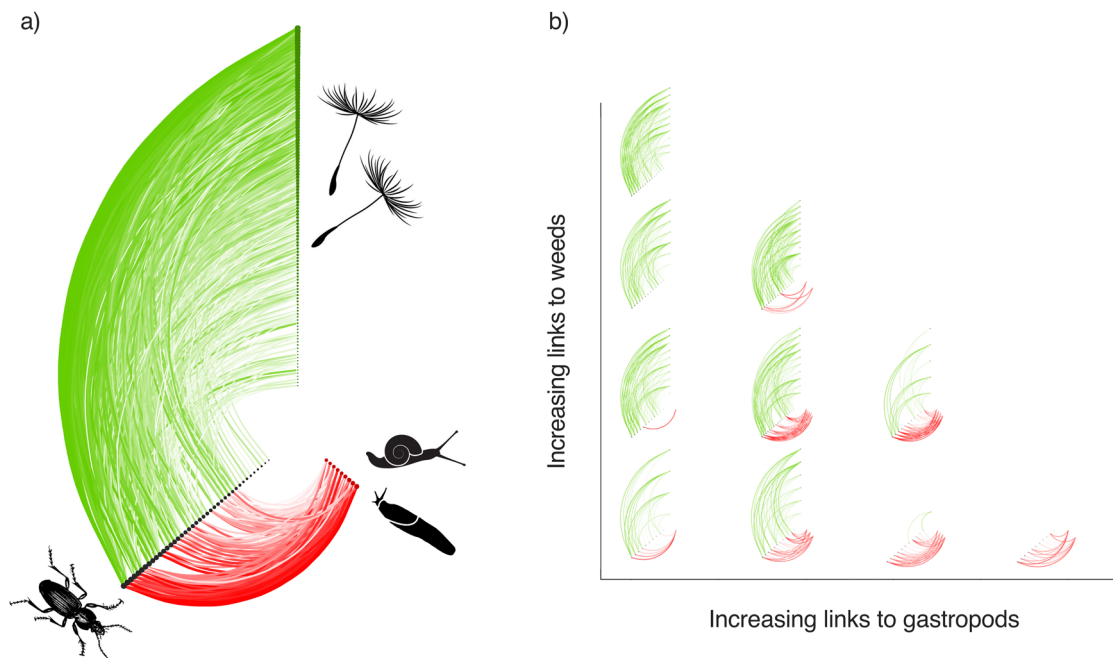 a)
b)
Increasing links to weeds
Increasing links to gastropods